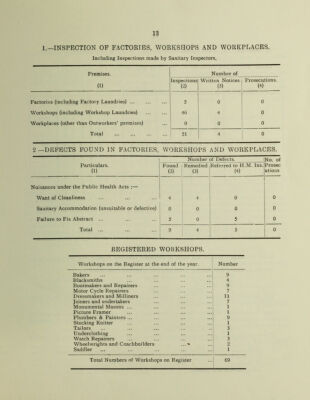 13
1.—INSPECTION OF FACTORIES, WORKSHOPS AND WORKPLACES.
Including Inspections made by Sanitary Inspectors.
Premises. Number of
Inspections Written Notices Prosecutions.
(1) (2) (3) (4)
Factories (including Factory Laundries) ... ... ... 0 0
Workshops (including Workshop Laundries) ... ... 4 0
Workplaces (other than Outworkers' premises) 0 0 0
Total ... ... ... 4 0
2.—DEFECTS FOUND IN FACTORIES, WORKSHOPS AND WORKPLACES.
Number of Defects. No. of
Particulars. Found Remedied Referred to H.M. Ins. Prosecutions
(1) (2) (3) (4)
Nuisances under the Public Health Acts :—
Want of Cleanliness ... ... ... 4 4 0 0
Sanitary Accommodation (unsuitable or defective) 0 0 0 0
Failure to Fix Abstract ... ... ... 5 0 5 0
Total ... ... 9 4 5 0
REGISTERED WORKSHOPS.
Workshops on the Register at the end of the year. Number
Bakers ... ... ... ... ... 9
Blacksmiths ... ... ... ... 4
Bootmakers and Repairers ... ... ... 9
Motor Cycle Repairers ... ... ... 7
Dressmakers and Milliners ... ... ... 11
Joiners and undertakers ... ... ... 7
Monumental Masons ... ... ... ... 1
Picture Framer ... ... ... ... 1
Plumbers & Painters ... ... ... ... 9
Stocking Knitter ... ... ... ... 1
Tailors ... ... ... ... ... 3
Underclothing ... ... ... ... 1
Watch Repairers ... ... ... ... 3
Wheelwrights and Coachbuilders ... ... 2
Saddler ... ... ... ... ... 1
Total Numbers of Workshops on Register ... 69